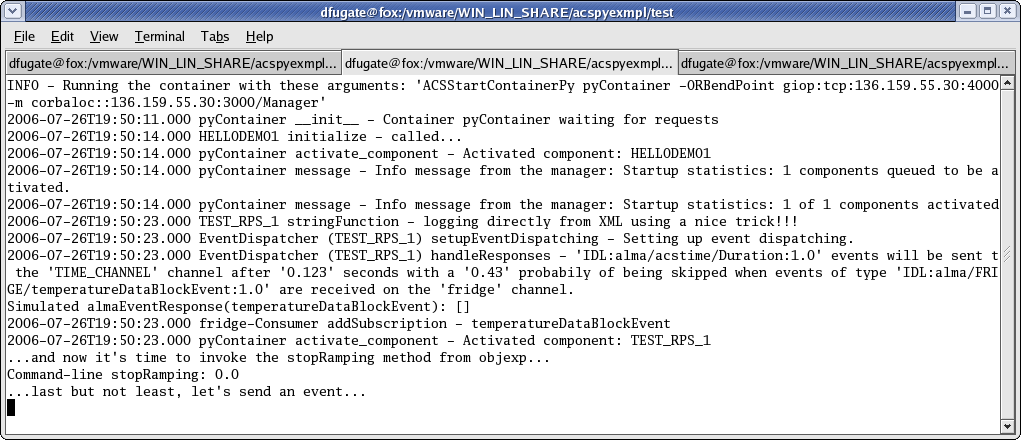 dfugate@fox:/vmware/WIN_LIN_SHARE/acspyexmpl/test
File Edit View Terminal Tabs Help
dfugate@fox:/vmware/WIN_LIN_SHARE/acspyexmpl... dfugate@fox:/vmware/WIN_LIN_SHARE/acspyexmpl... dfugate@fox:/vmware/WIN_LIN_SHARE/acspyexmpl...
INFO - Running the container with these arguments: 'ACSStartContainerPy pyContainer -ORBendPoint giop:tcp:136.159.55.30:4000
-m corbaloc::136.159.55.30:3000/Manager'
2006-07-26T19:50:11.000 pyContainer __init__ - Container pyContainer waiting for requests
2006-07-26T19:50:14.000 HELLODEMO1 initialize - called...
2006-07-26T19:50:14.000 pyContainer activate_component - Activated component: HELLODEMO1
2006-07-26T19:50:14.000 pyContainer message - Info message from the manager: Startup statistics: 1 components queued to be a
tivated.
2006-07-26T19:50:14.000 pyContainer message - Info message from the manager: Startup statistics: 1 of 1 components activated
2006-07-26T19:50:23.000 TEST_RPS_1 stringFunction - logging directly from XML using a nice trick!!!
2006-07-26T19:50:23.000 EventDispatcher (TEST_RPS_1) setupEventDispatching - Setting up event dispatching.
2006-07-26T19:50:23.000 EventDispatcher (TEST_RPS_1) handleResponses - 'IDL:alma/acstime/Duration:1.0' events will be sent t
 the 'TIME_CHANNEL' channel after '0.123' seconds with a '0.43' probabily of being skipped when events of type 'IDL:alma/FRI
GE/temperatureDataBlockEvent:1.0' are received on the 'fridge' channel.
Simulated almaEventResponse(temperatureDataBlockEvent): []
2006-07-26T19:50:23.000 fridge-Consumer addSubscription - temperatureDataBlockEvent
2006-07-26T19:50:23.000 pyContainer activate_component - Activated component: TEST_RPS_1
...and now it's time to invoke the stopRamping method from objexp...
Command-line stopRamping: 0.0
...last but not least, let's send an event...